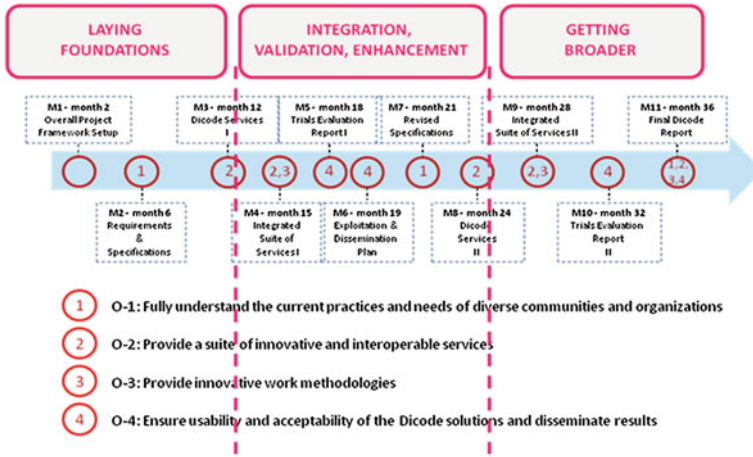 LAYING
FOUNDATIONS
INTEGRATION,
VALIDATION, ENHANCEMENT
GETTING
BROADER
M1 - month 2
Overall Project
Framework Setup
M3 - month 12
Dicode Services
I
M5 - month 18
Trials Evaluation
Report I
M7 - month 21
Revised
Specifications
M9 - month 28
Integrated
Suite of Services II
M11 - month 36
Final Dicode
Report
1
2
2,3
4
4
1
2
2,3
4
1,2,
3,4
M2 - month 6
Requirements
&
Specifications
M4 - month 15
Integrated
Suite of
Services I
M6 - month 19
Exploitation &
Dissemination
Plan
M8 - month 24
Dicode
Services
II
M10 - month 32
Trials Evaluation
Report
II
1 O-1: Fully understand the current practices and needs of diverse communities and organizations
2 O-2: Provide a suite of innovative and interoperable services
3 O-3: Provide innovative work methodologies
4 O-4: Ensure usability and acceptability of the Dicode solutions and disseminate results